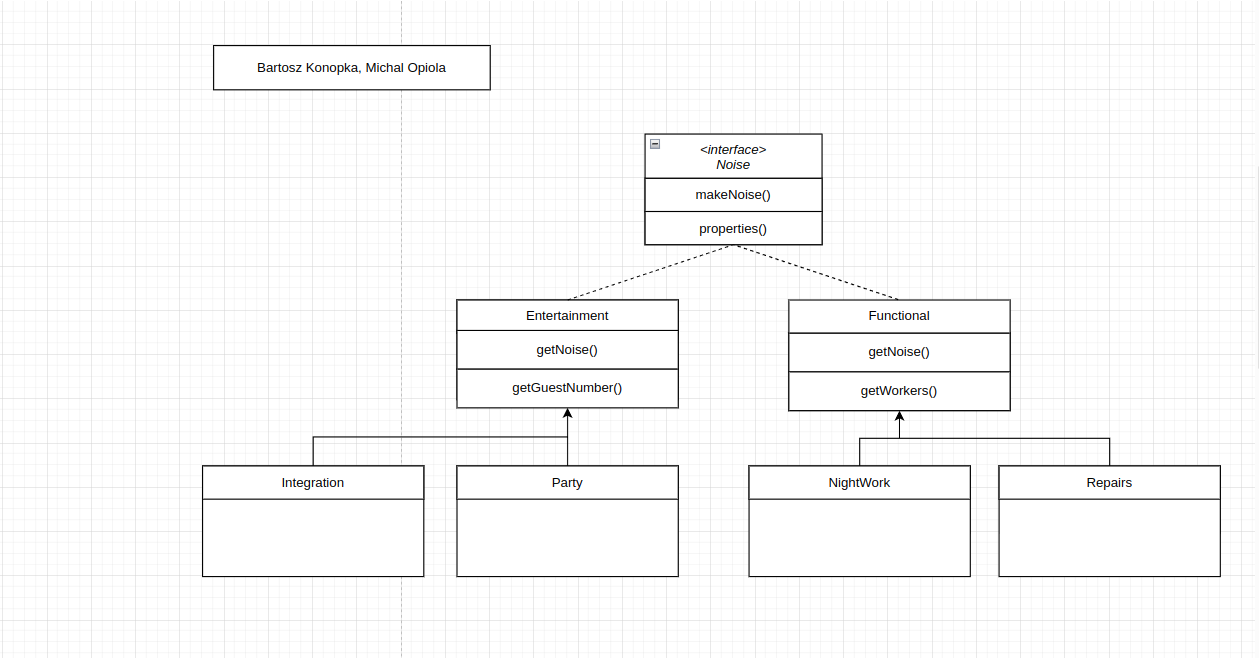 Bartosz Konopka, Michal Opiola
<interface>
Noise
makeNoise()
properties()
Entertainment
getNoise()
getGuestNumber()
Functional
getNoise()
getWorkers()
Integration
Party
NightWork
Repairs